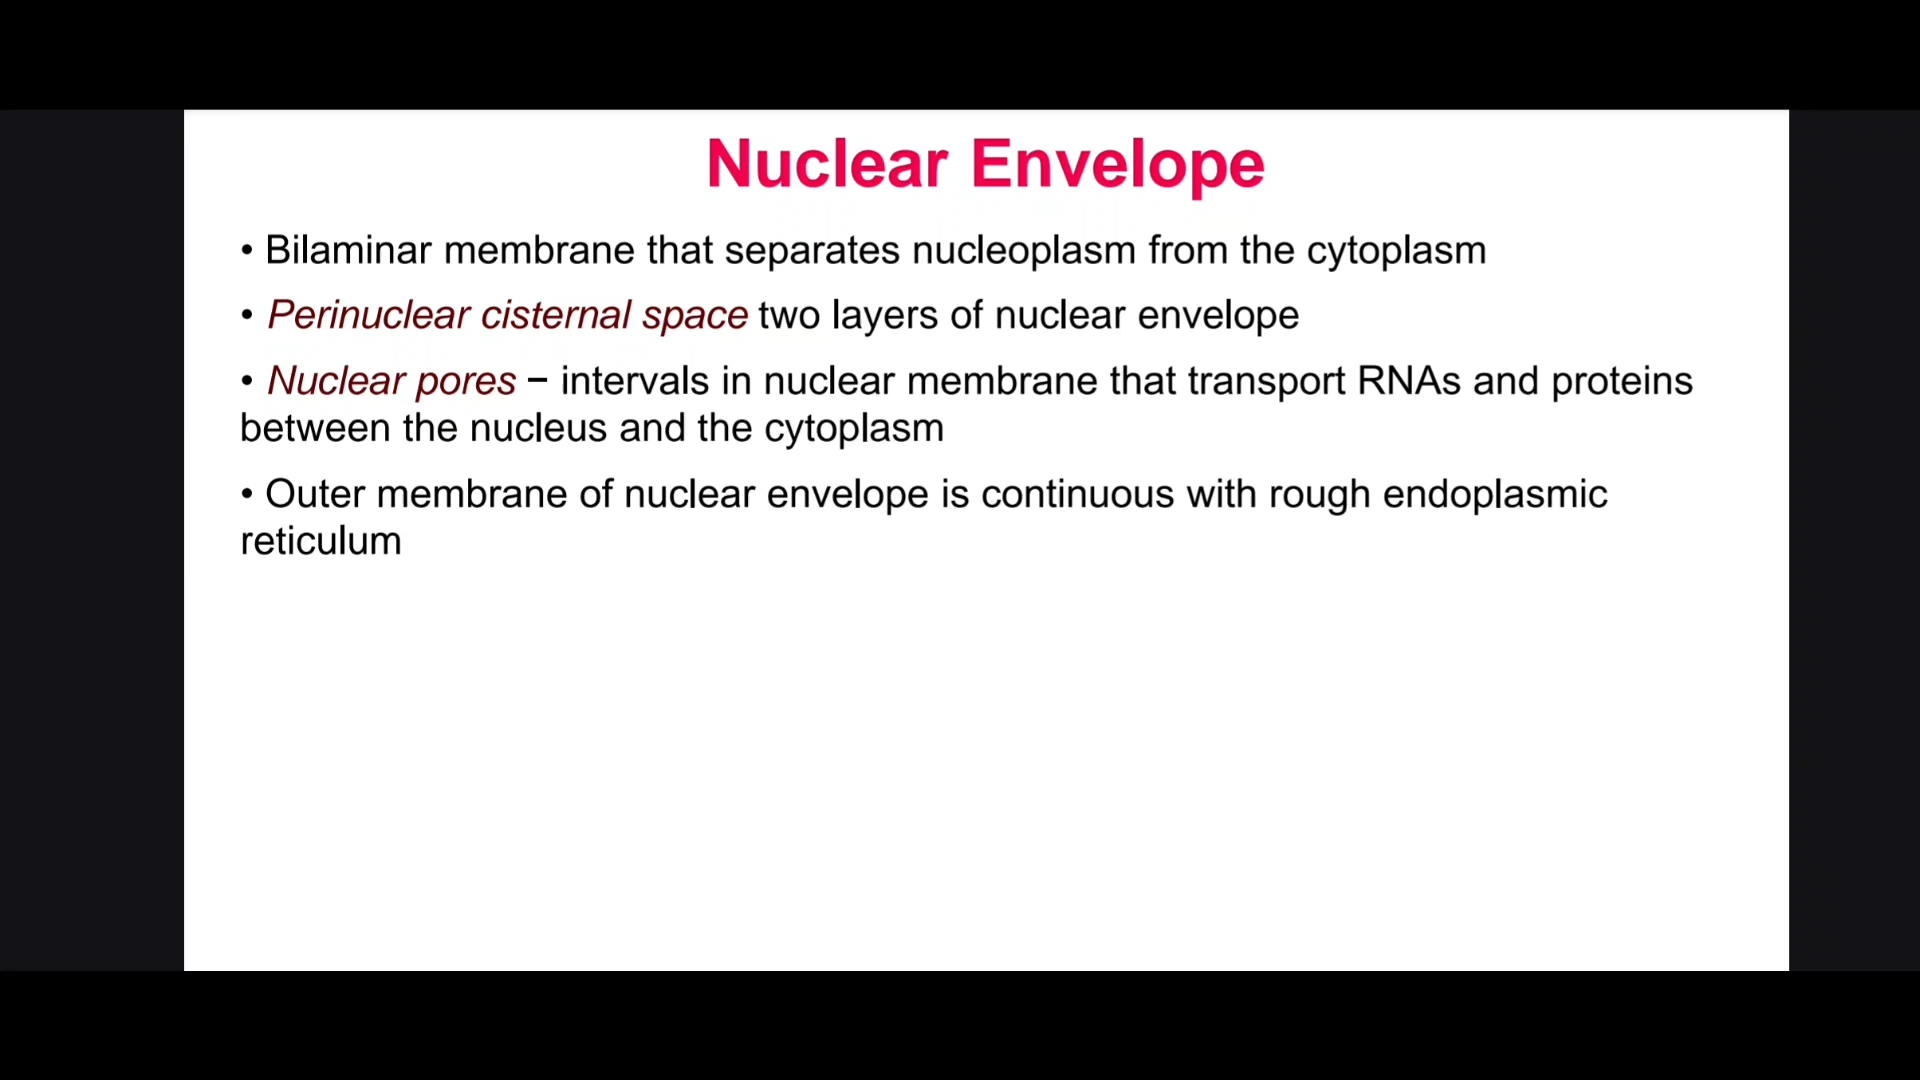 Nuclear Envelope
• Bilaminar membrane that separates nucleoplasm from the cytoplasm
• Perinuclear cisternal space two layers of nuclear envelope
• Nuclear pores − intervals in nuclear membrane that transport RNAs and proteins
between the nucleus and the cytoplasm
• Outer membrane of nuclear envelope is continuous with rough endoplasmic
reticulum